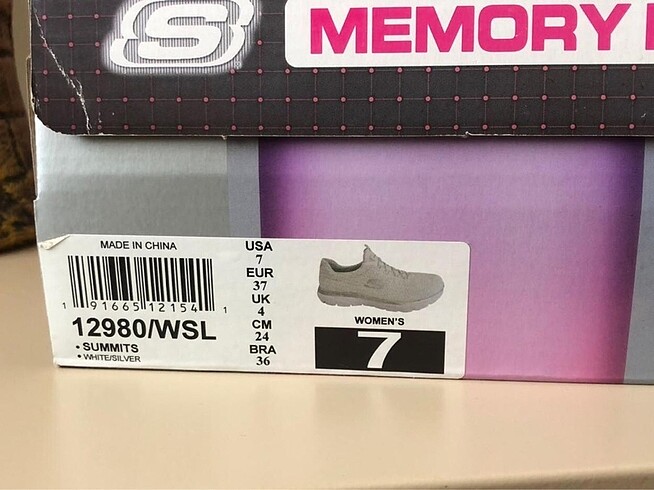 S
MEMORY
MADE IN CHINA
1 91665 12154 1
12980/WSL
• SUMMITS
• WHITE/SILVER
USA
7
EUR
37
UK
4
CM
24
BRA
36
WOMEN'S
7